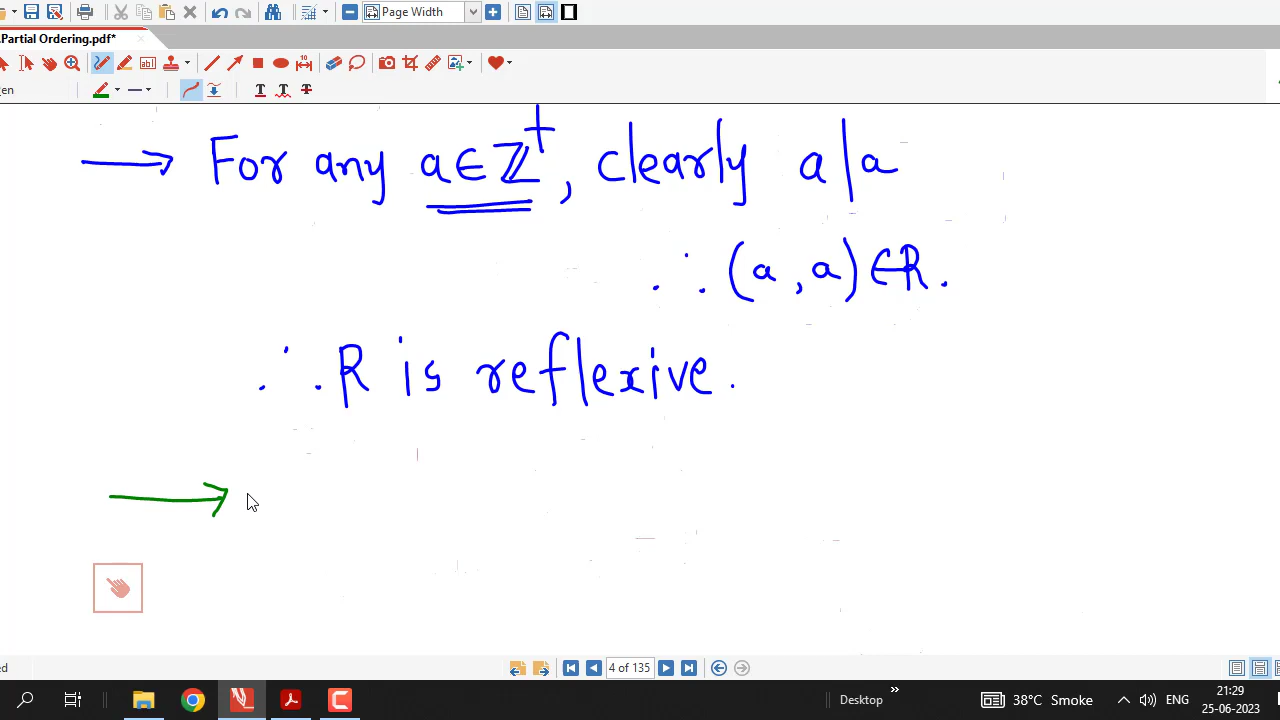 Page Width
Partial Ordering.pdf*
→ For any a∈ℤ⁺, clearly a|a
∴ (a, a) ∈ R.
∴ R is reflexive.
→
4 of 135
Desktop
38°C Smoke
ENG
21:29
25-06-2023